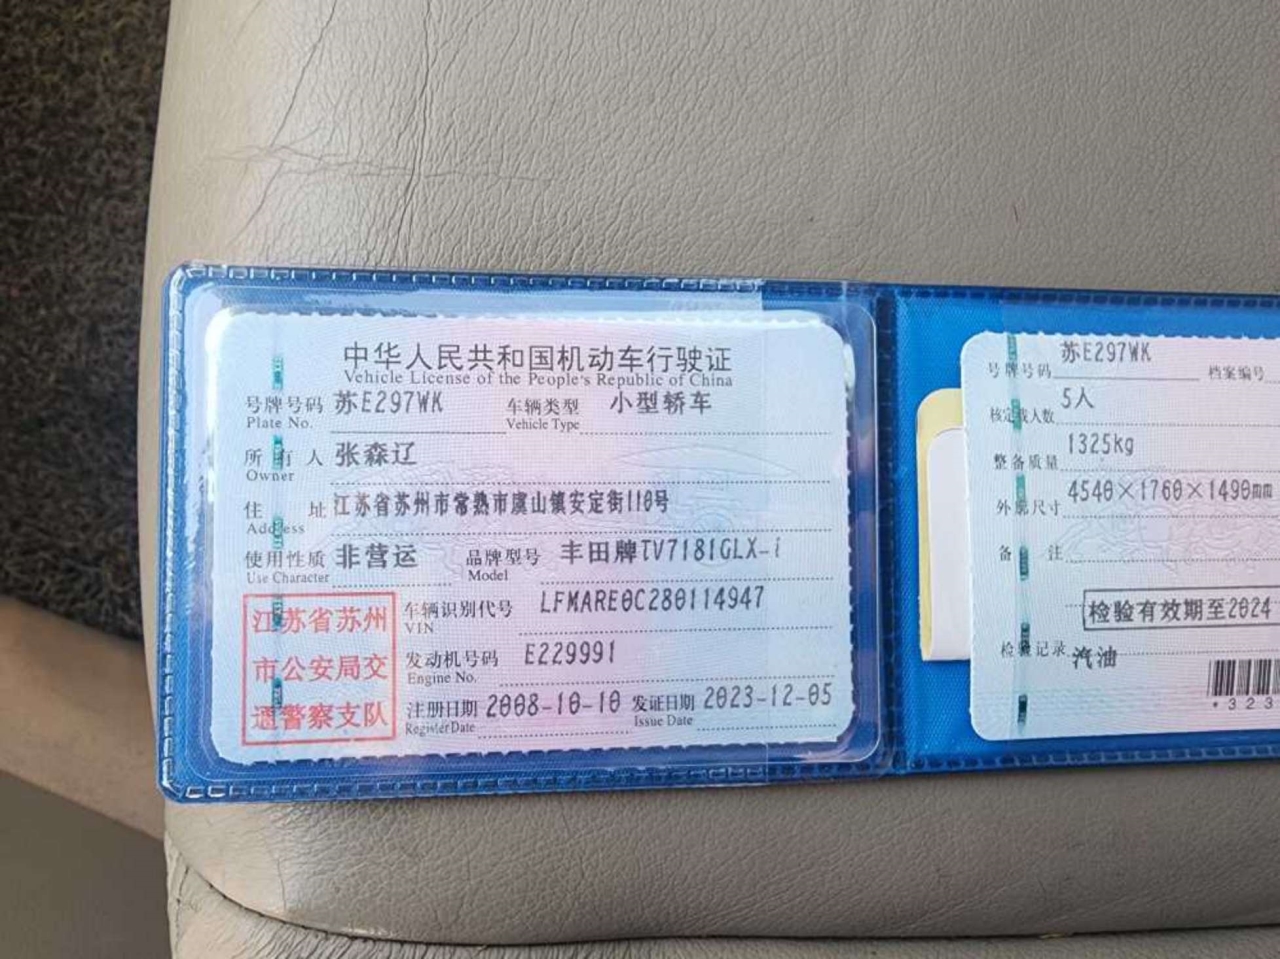 中华人民共和国机动车行驶证
Vehicle License of the People's Republic of China
号牌号码 苏E297WK 车辆类型 小型轿车
Plate No. Vehicle Type
所有人 张森辽
Owner
住址 江苏省苏州市常熟市虞山镇安定街110号
Address
使用性质 非营运 品牌型号 丰田牌TV7181GLX-i
Use Character Model
江苏省苏州
市公安局交
通警察支队
车辆识别代号 LFMARE0C280114947
VIN
发动机号码 E229991
Engine No.
注册日期 2008-10-10 发证日期 2023-12-05
Register Date Issue Date
号牌号码 苏E297WK 档案编号
核定载人数 5人
整备质量 1325kg
外廓尺寸 4540×1760×1490mm
备注
检验有效期至2024
检验记录 汽油
*323